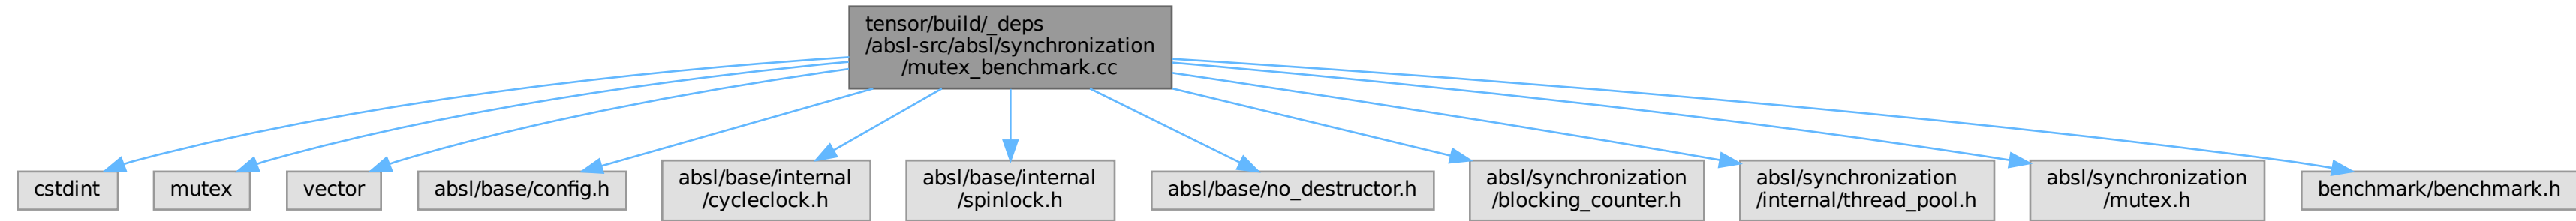 tensor/build/_deps
/absl-src/absl/synchronization
/mutex_benchmark.cc
cstdint
mutex
vector
absl/base/config.h
absl/base/internal
/cycleclock.h
absl/base/internal
/spinlock.h
absl/base/no_destructor.h
absl/synchronization
/blocking_counter.h
absl/synchronization
/internal/thread_pool.h
absl/synchronization
/mutex.h
benchmark/benchmark.h